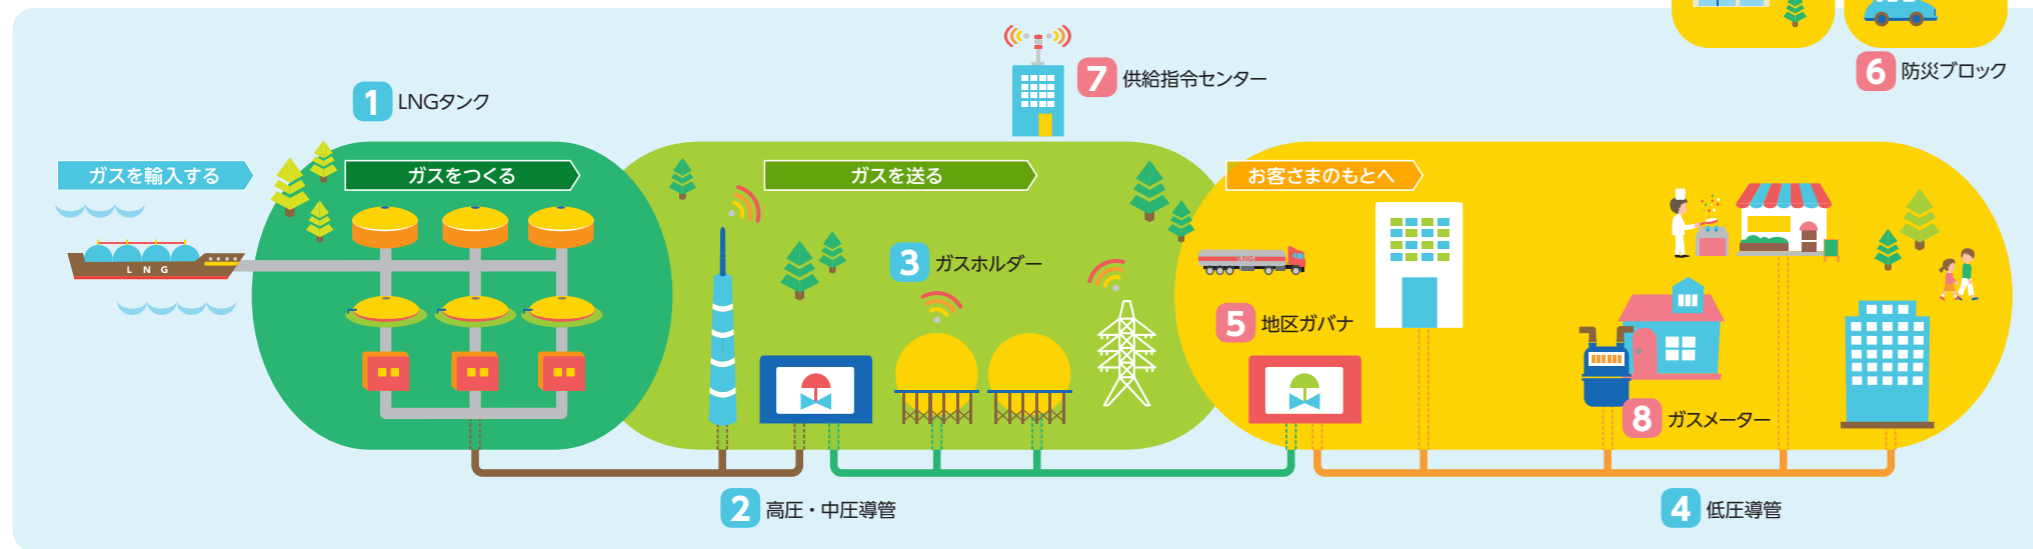 7 供給指令センター
6 防災ブロック
1 LNGタンク
ガスを輸入する
ガスをつくる
ガスを送る
お客さまのもとへ
LNG
3 ガスホルダー
LNG
5 地区ガバナ
8 ガスメーター
2 高圧・中圧導管
4 低圧導管